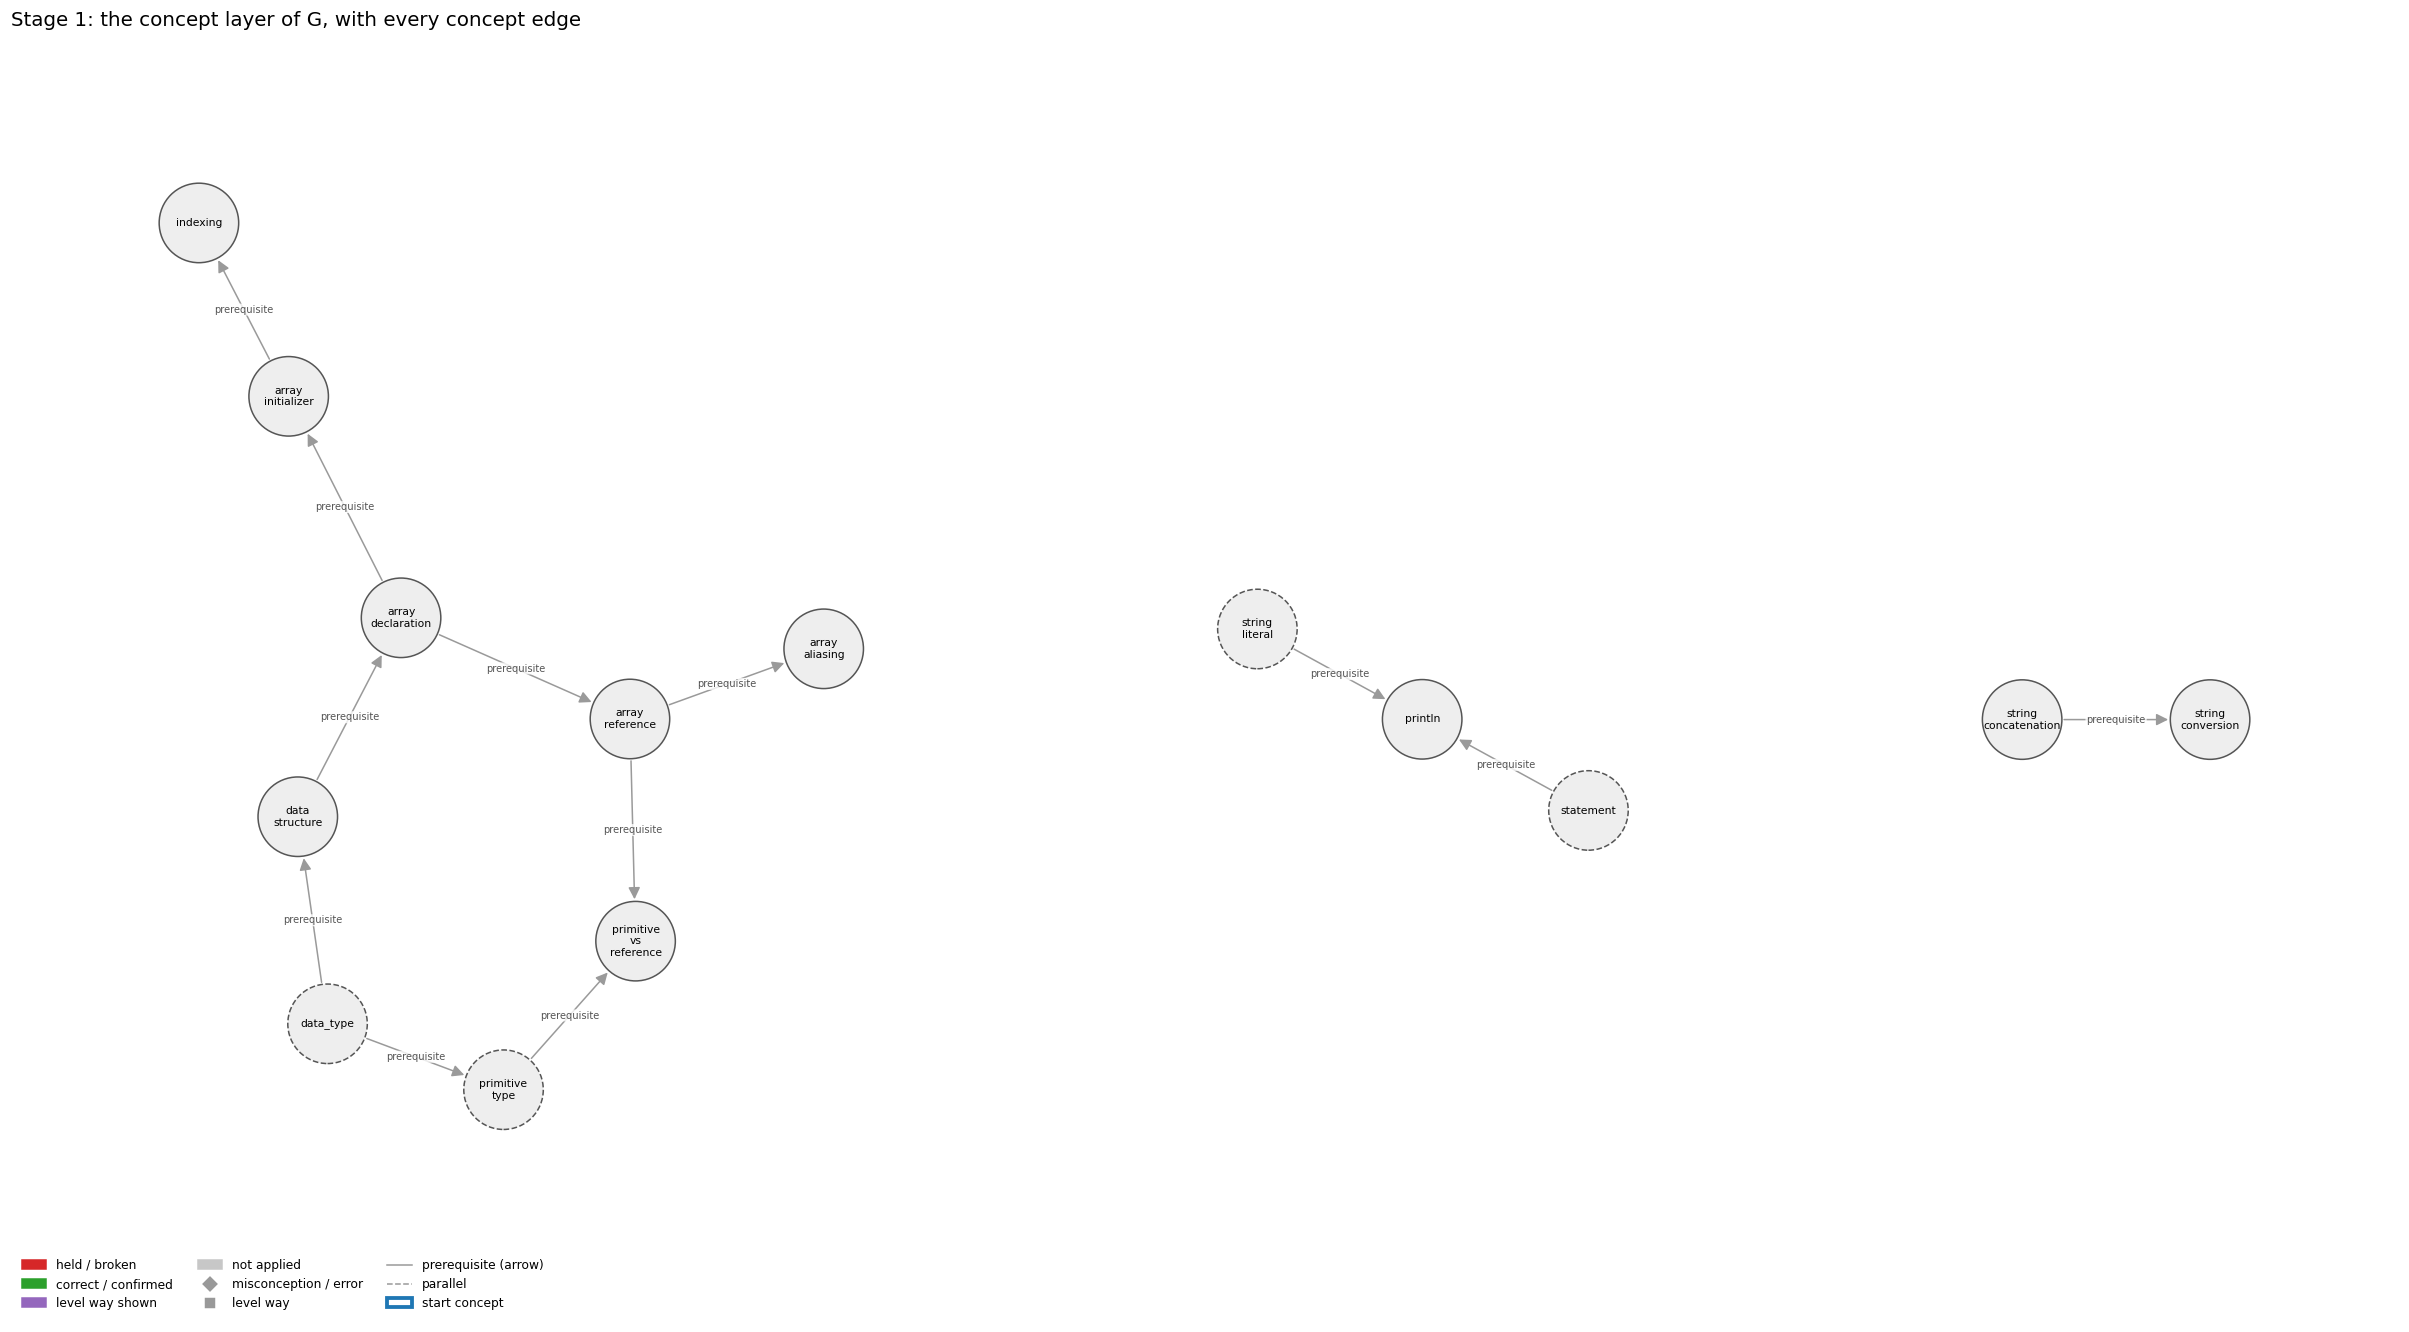 Stage 1: the concept layer of G, with every concept edge
indexing
prerequisite
array
initializer
prerequisite
array
declaration
prerequisite
array
aliasing
prerequisite
array
reference
prerequisite
data
structure
prerequisite
prerequisite
primitive
vs
reference
prerequisite
data_type
prerequisite
primitive
type
string
literal
prerequisite
println
prerequisite
statement
string
concatenation
prerequisite
string
conversion
held / broken
correct / confirmed
level way shown
not applied
misconception / error
level way
prerequisite (arrow)
parallel
start concept